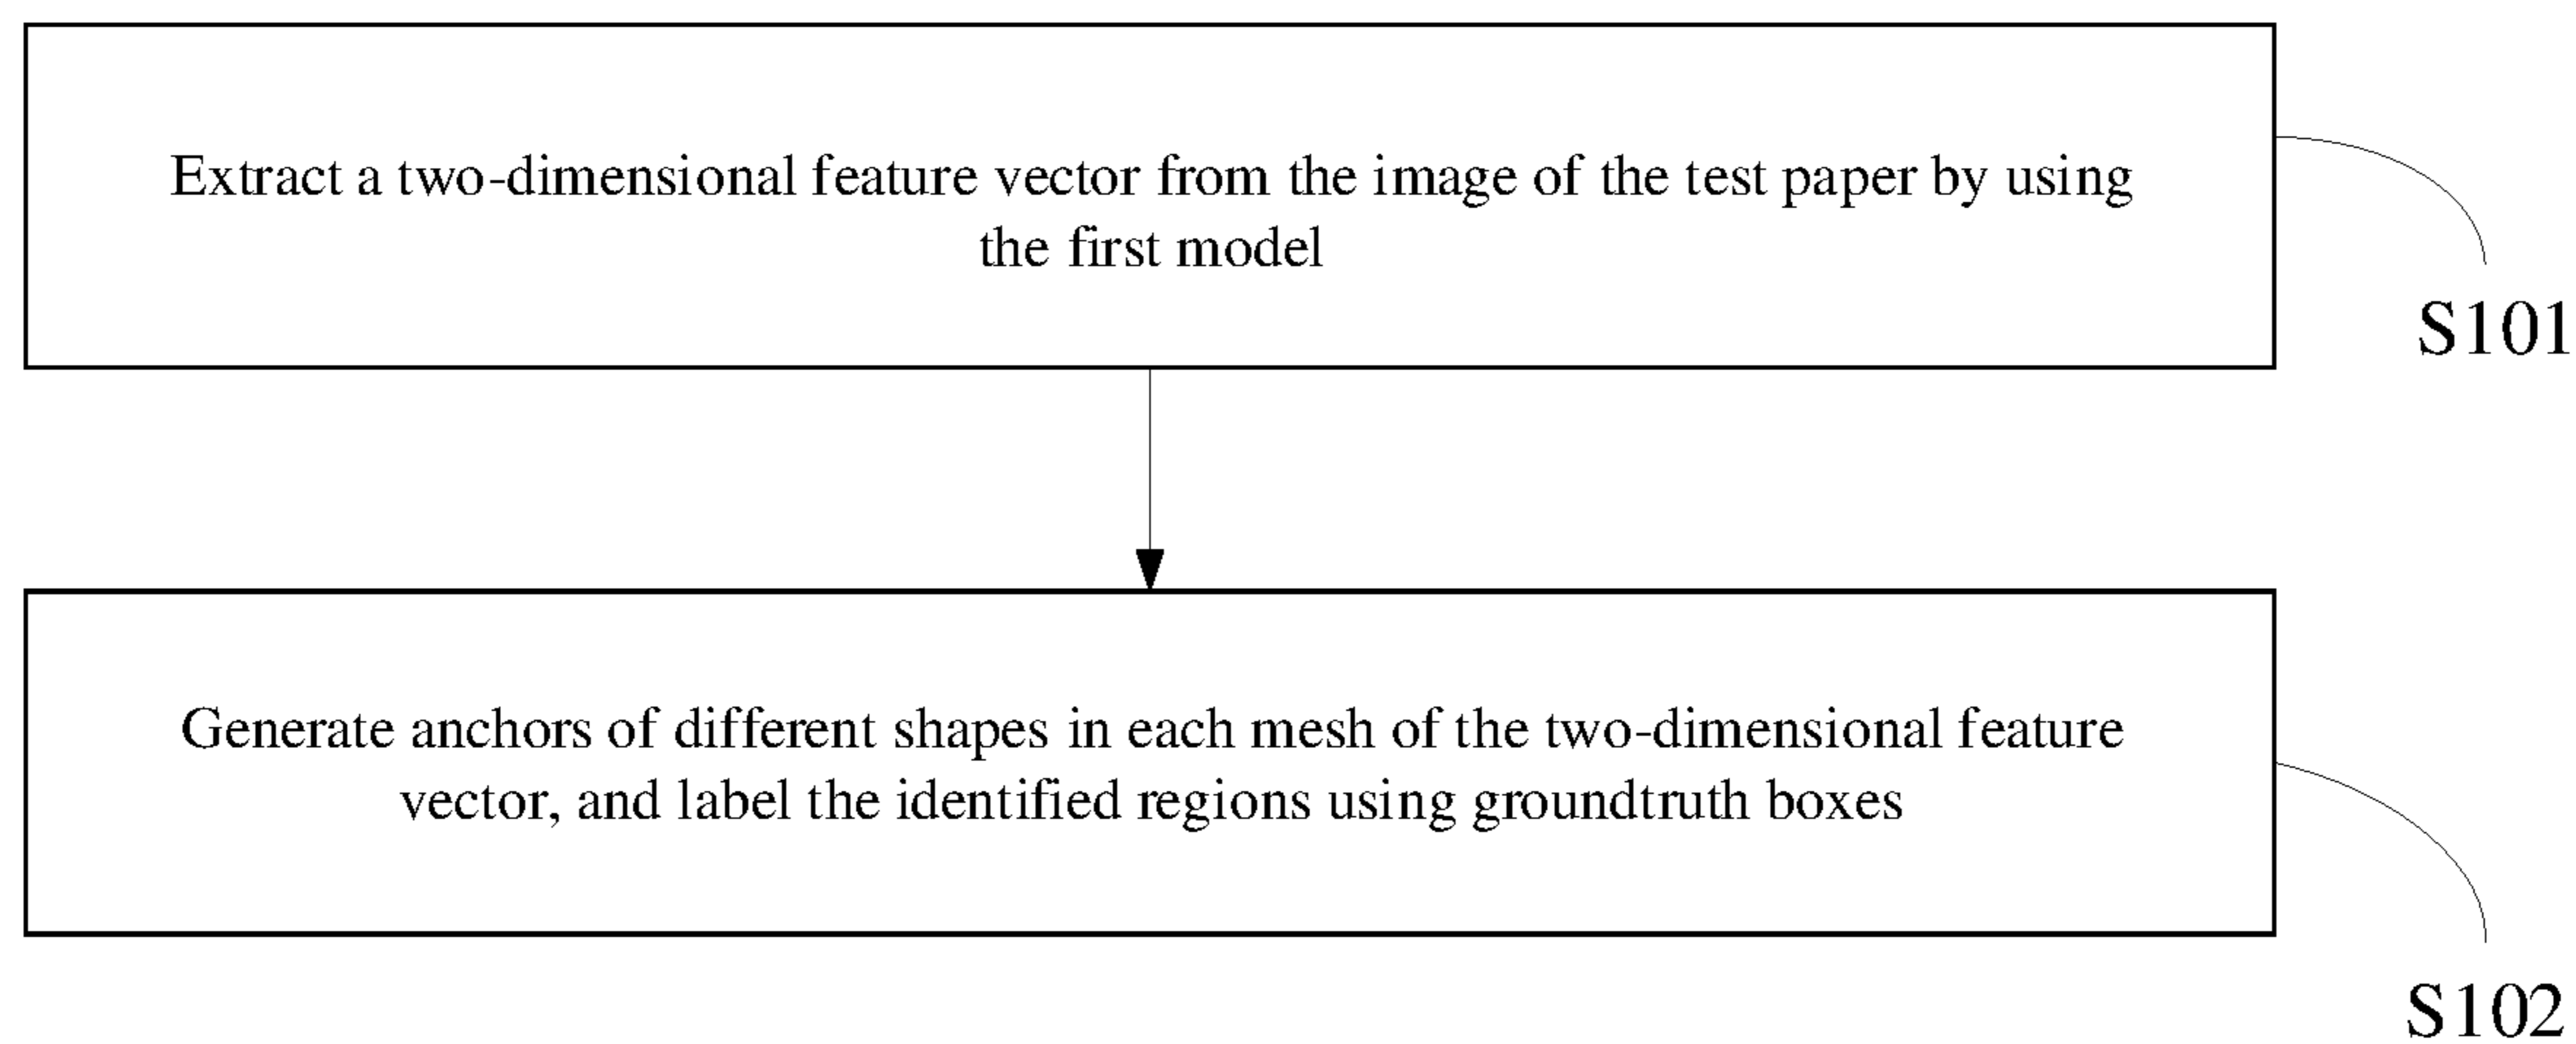 Extract a two-dimensional feature vector from the image of the test paper by using
the first model
S101
Generate anchors of different shapes in each mesh of the two-dimensional feature
vector, and label the identified regions using groundtruth boxes
S102